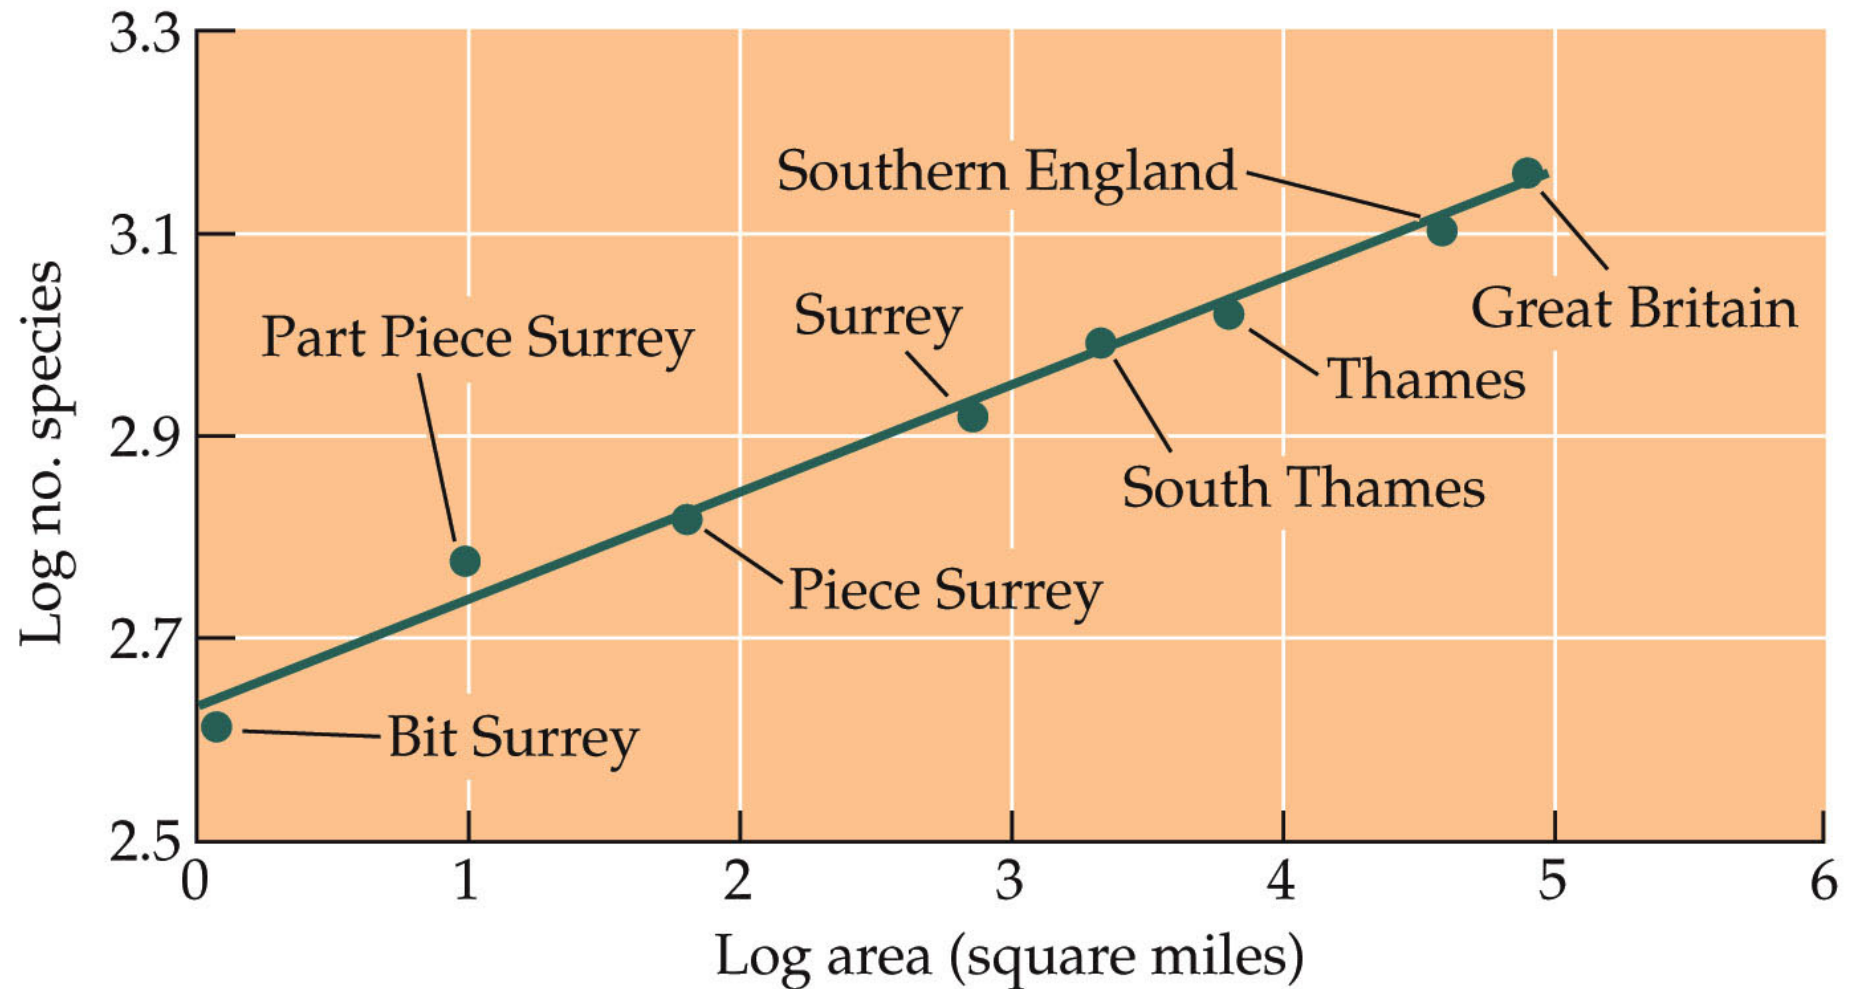 3.3
Southern England
3.1
Great Britain
Surrey
Part Piece Surrey
Thames
2.9
South Thames
Piece Surrey
2.7
Bit Surrey
2.5
0 1 2 3 4 5 6
Log area (square miles)
Log no. species